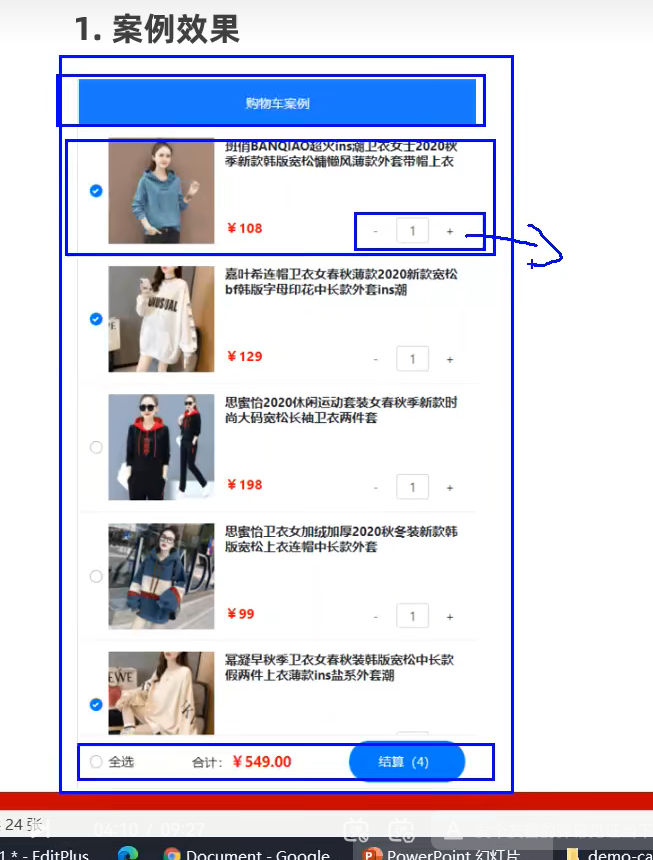 1. 案例效果
购物车案例
班俏BANQIAO超火ins潮卫衣女士2020秋
季新款韩版宽松慵懒风薄款外套带帽上衣
￥108
- 1 +
嘉叶希连帽卫衣女春秋薄款2020新款宽松
bf韩版字母印花中长款外套ins潮
UNUSUAL
￥129
- 1 +
思蜜怡2020休闲运动套装女春秋季新款时
尚大码宽松长袖卫衣两件套
￥198
- 1 +
思蜜怡卫衣女加绒加厚2020秋冬装新款韩
版宽松上衣连帽中长款外套
￥99
- 1 +
幂凝早秋季卫衣女春秋装韩版宽松中长款
假两件上衣薄款ins盐系外套潮
EWE
全选
合计：￥549.00
结算（4）
24 张
04:19 / 09:27
1 * - EditPlus
Document - Google
PowerPoint 幻灯片
demo-ca